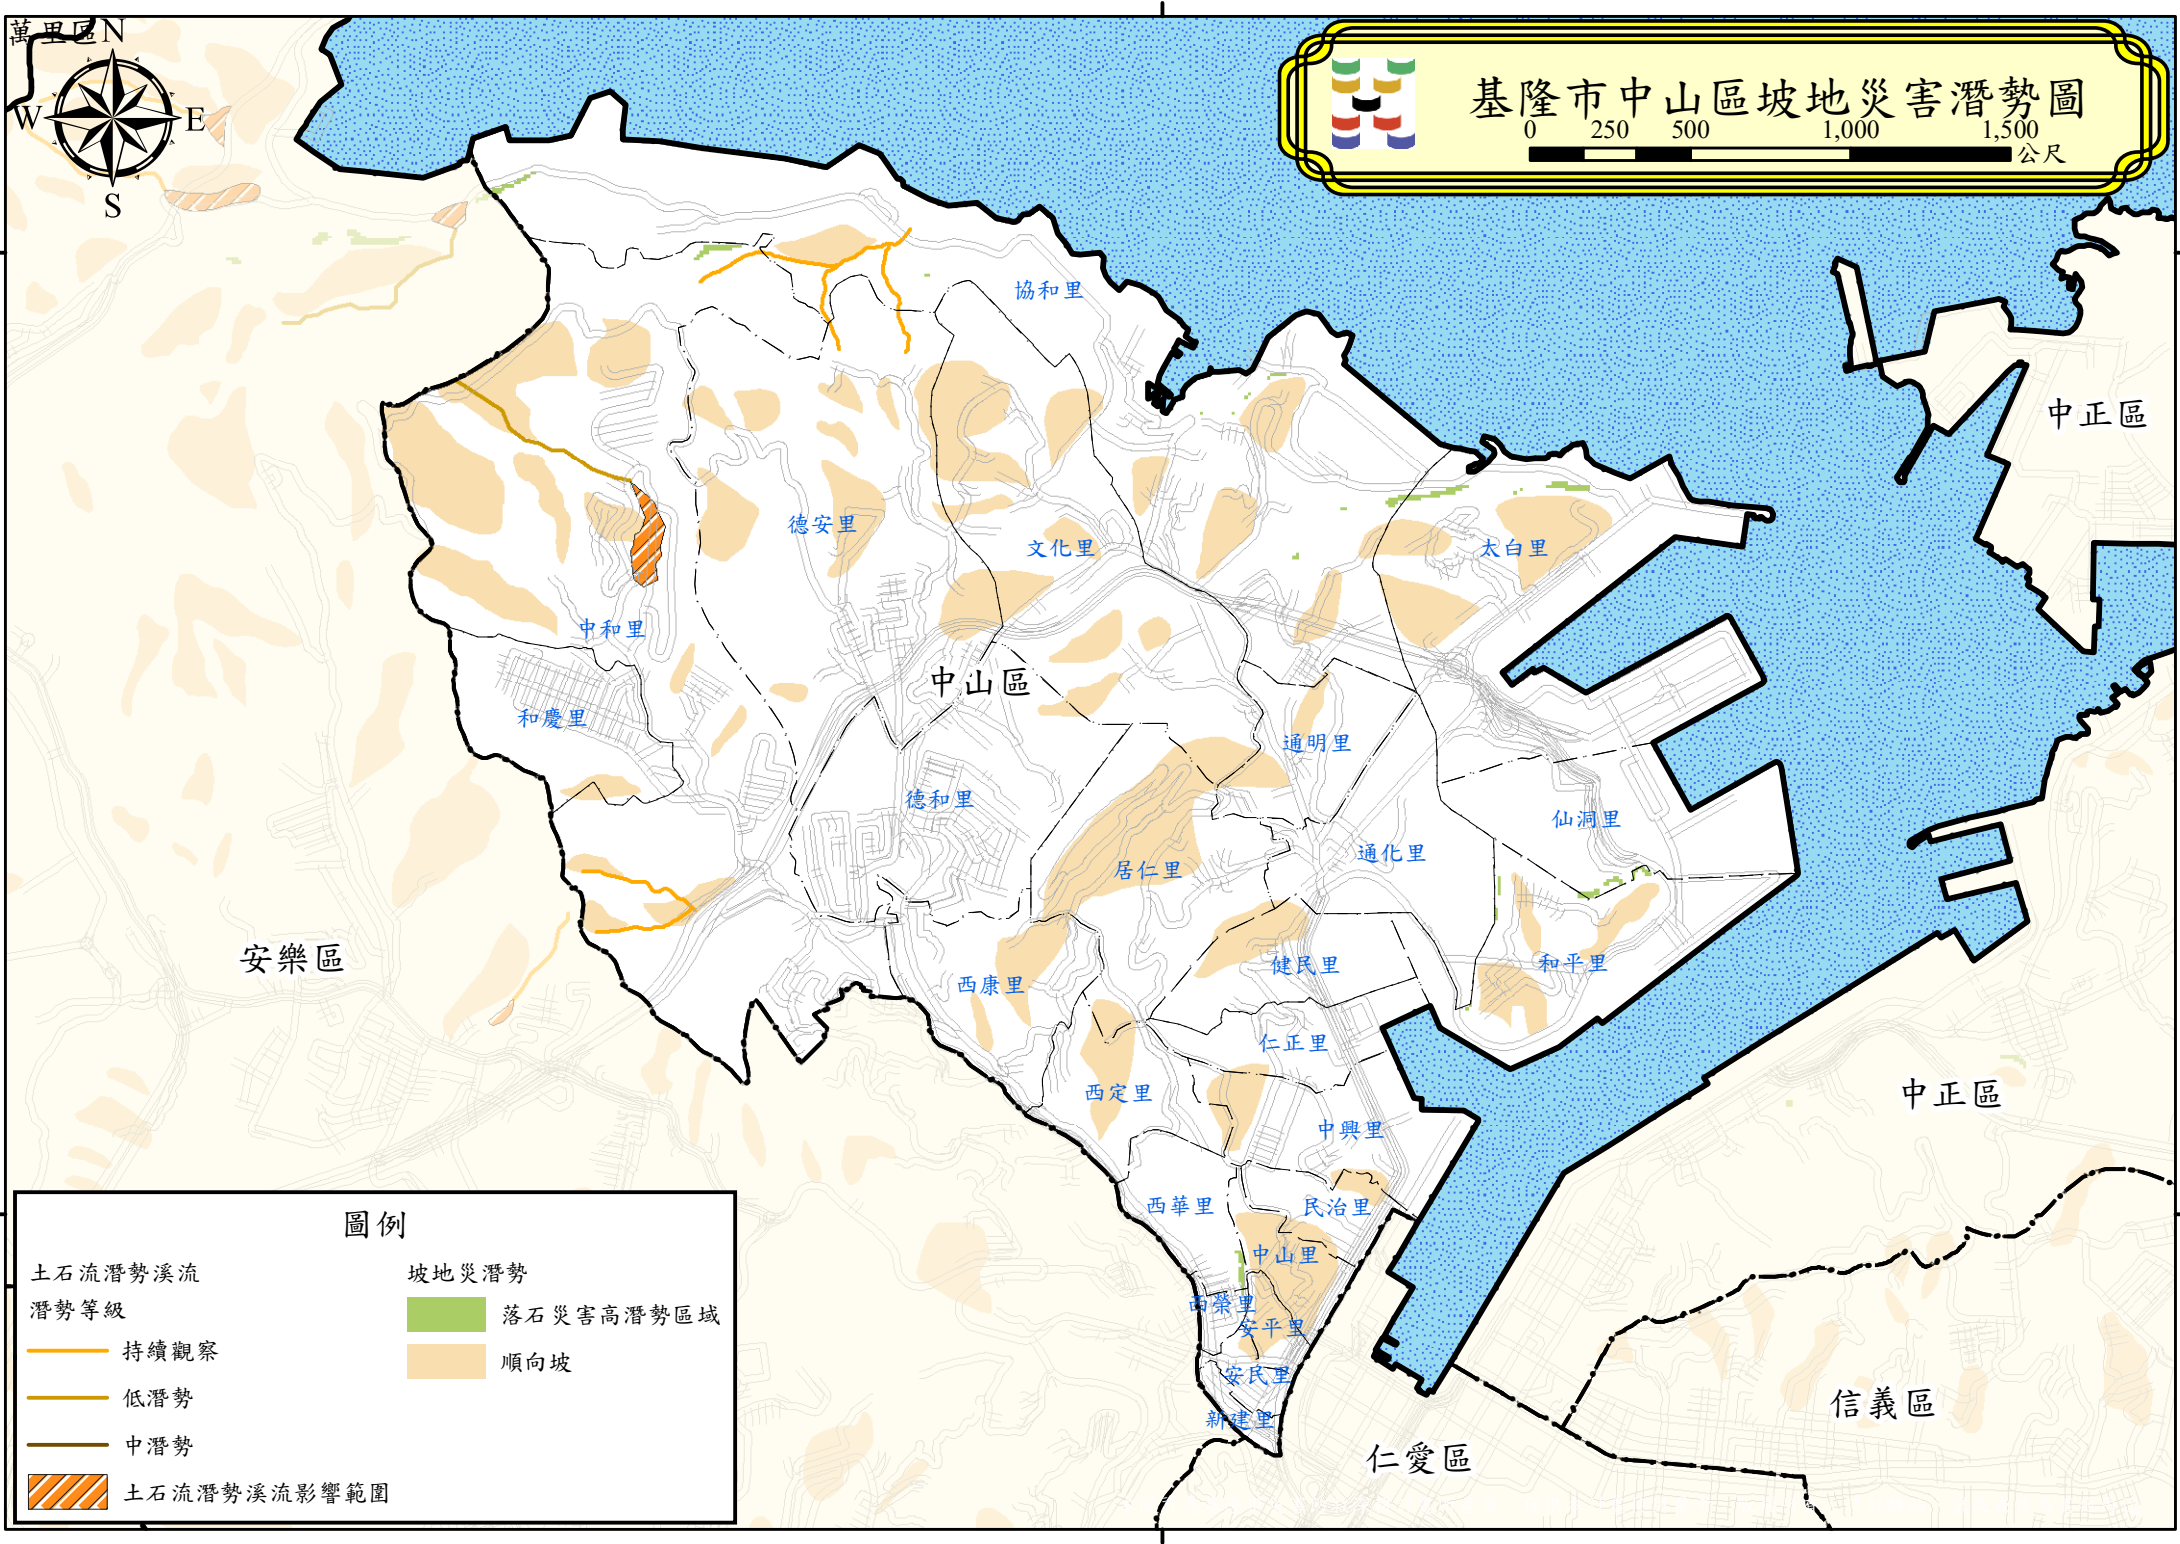 萬里區
N
W
E
S
基隆市中山區坡地災害潛勢圖
0 250 500 1,000 1,500
公尺
協和里
中正區
德安里
文化里
太白里
中和里
中山區
和慶里
通明里
德和里
仙洞里
通化里
居仁里
安樂區
西康里
健民里
和平里
仁正里
西定里
中正區
中興里
西華里
民治里
中山里
西榮里
安平里
安民里
新建里
信義區
仁愛區
圖例
土石流潛勢溪流
潛勢等級
持續觀察
低潛勢
中潛勢
土石流潛勢溪流影響範圍
坡地災潛勢
落石災害高潛勢區域
順向坡